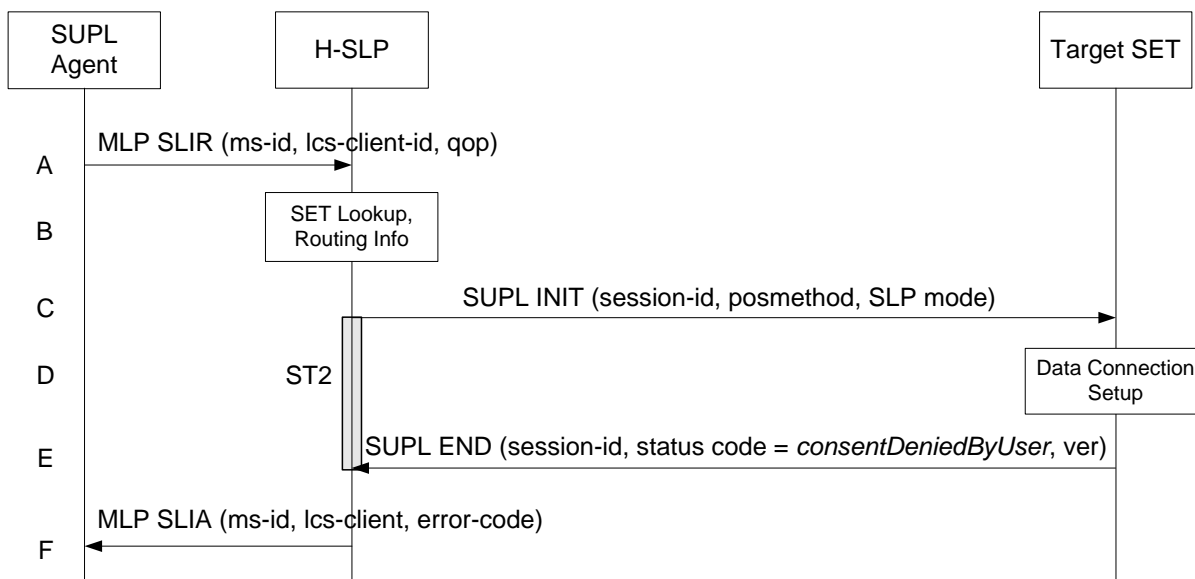 SUPL
Agent
H-SLP
Target SET
MLP SLIR (ms-id, lcs-client-id, qop)
A
B
SET Lookup,
Routing Info
C
SUPL INIT (session-id, posmethod, SLP mode)
D
ST2
Data Connection
Setup
E
SUPL END (session-id, status code = consentDeniedByUser, ver)
MLP SLIA (ms-id, lcs-client, error-code)
F